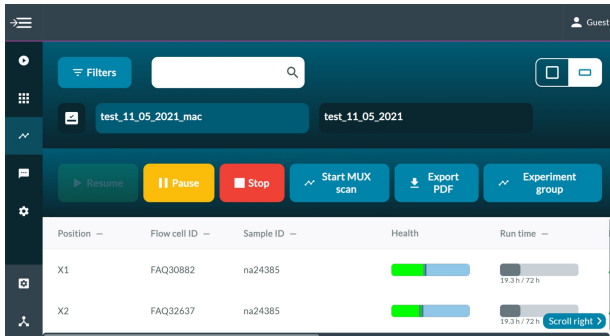 Guest
Filters
test_11_05_2021_mac
test_11_05_2021
Resume
Pause
Stop
Start MUX
scan
Export
PDF
Experiment
group
Position
Flow cell ID
Sample ID
Health
Run time
X1
FAQ30882
na24385
19.3 h / 72 h
X2
FAQ32637
na24385
19.3 h / 72 h
Scroll right